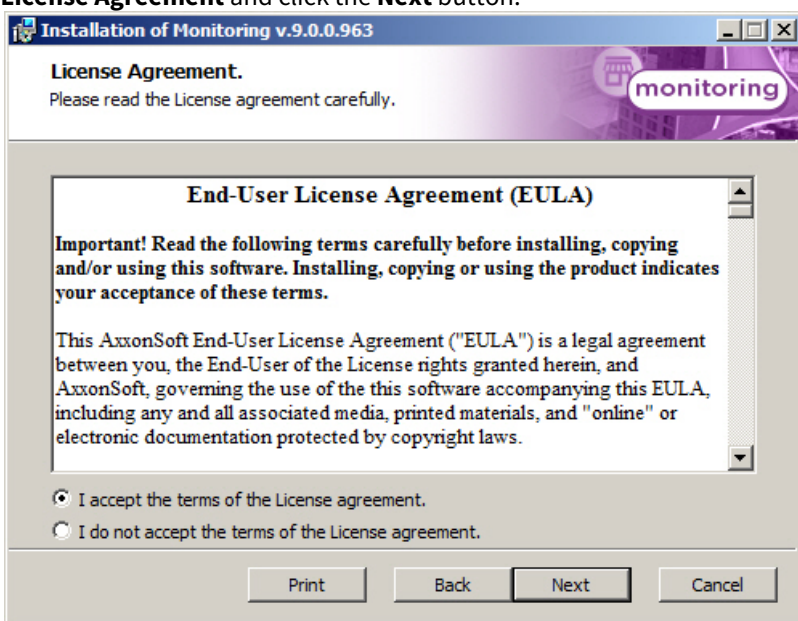 License Agreement and click the Next button.
Installation of Monitoring v.9.0.0.963
License Agreement.
Please read the License agreement carefully.
monitoring
End-User License Agreement (EULA)
Important! Read the following terms carefully before installing, copying
and/or using this software. Installing, copying or using the product indicates
your acceptance of these terms.
This AxxonSoft End-User License Agreement ("EULA") is a legal agreement
between you, the End-User of the License rights granted herein, and
AxxonSoft, governing the use of the this software accompanying this EULA,
including any and all associated media, printed materials, and "online" or
electronic documentation protected by copyright laws.
I accept the terms of the License agreement.
I do not accept the terms of the License agreement.
Print Back Next Cancel